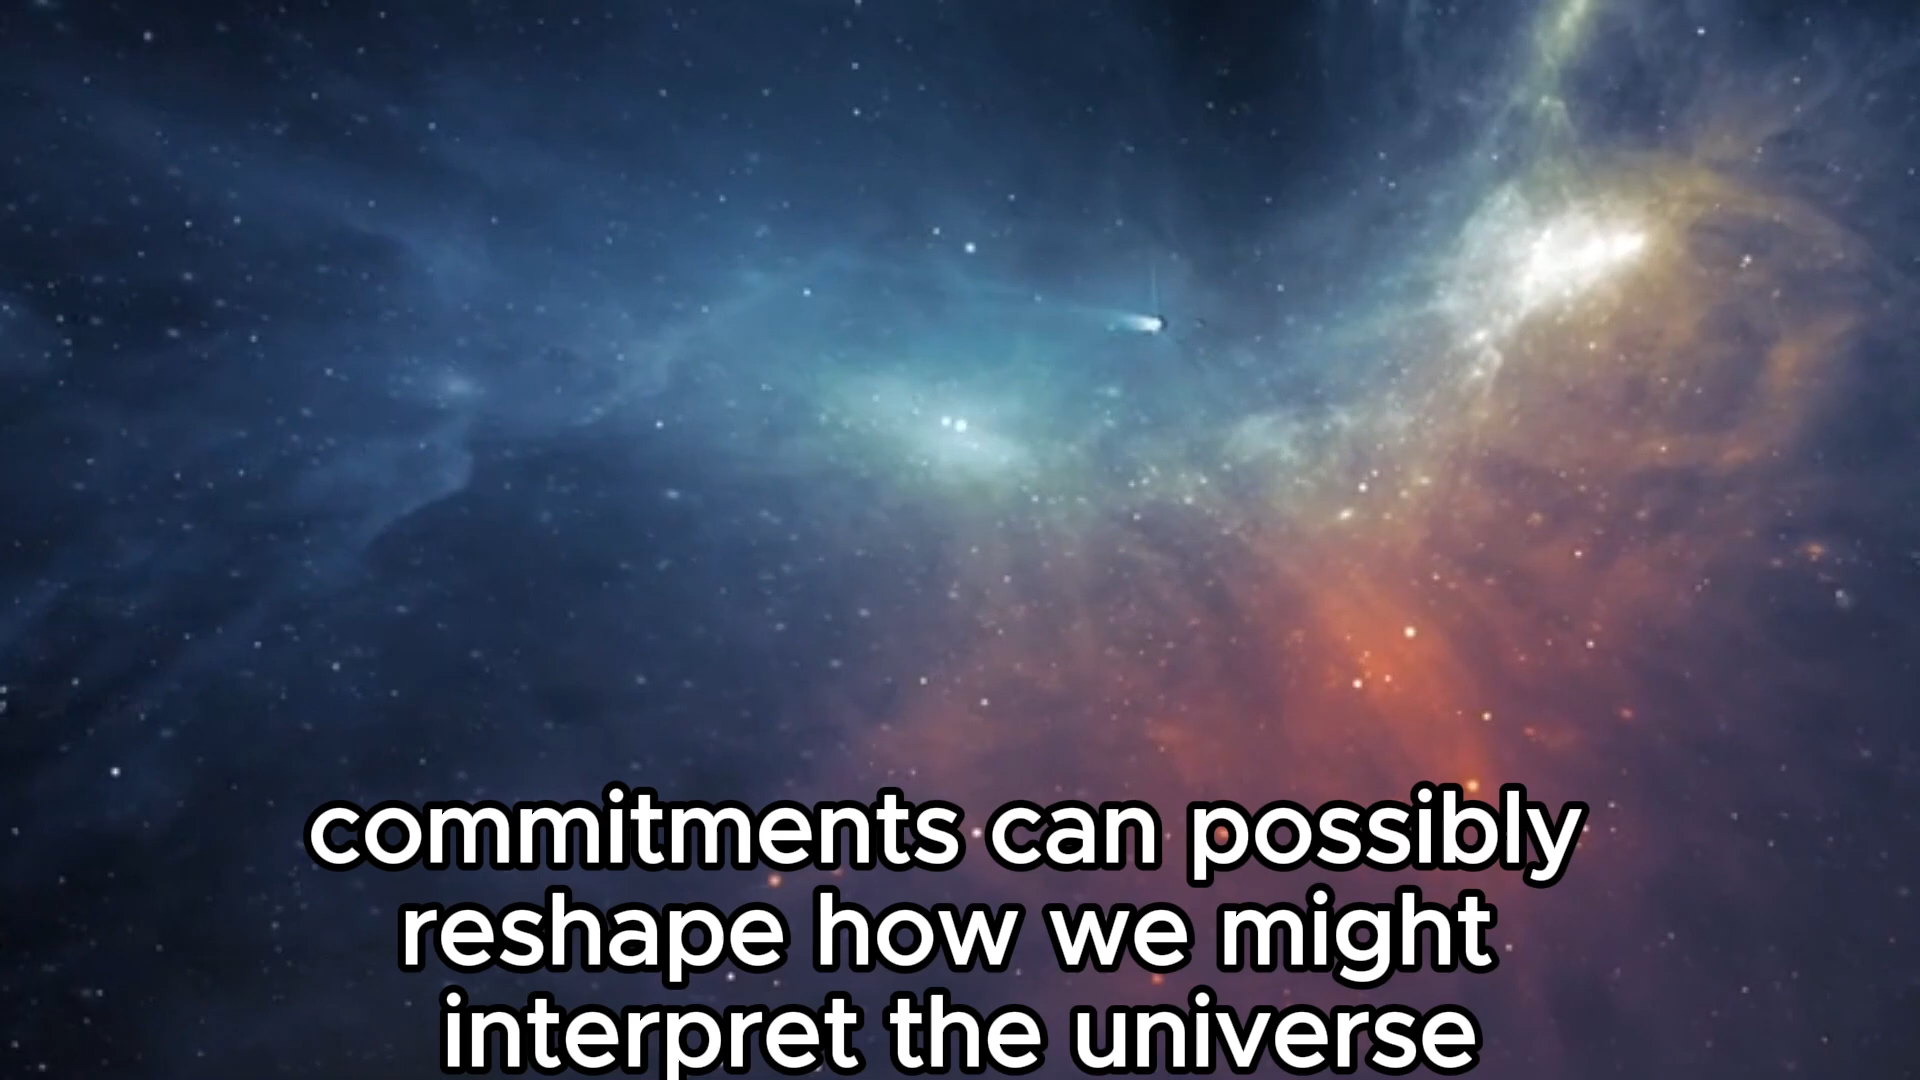 commitments can possibly
reshape how we might
interpret the universe